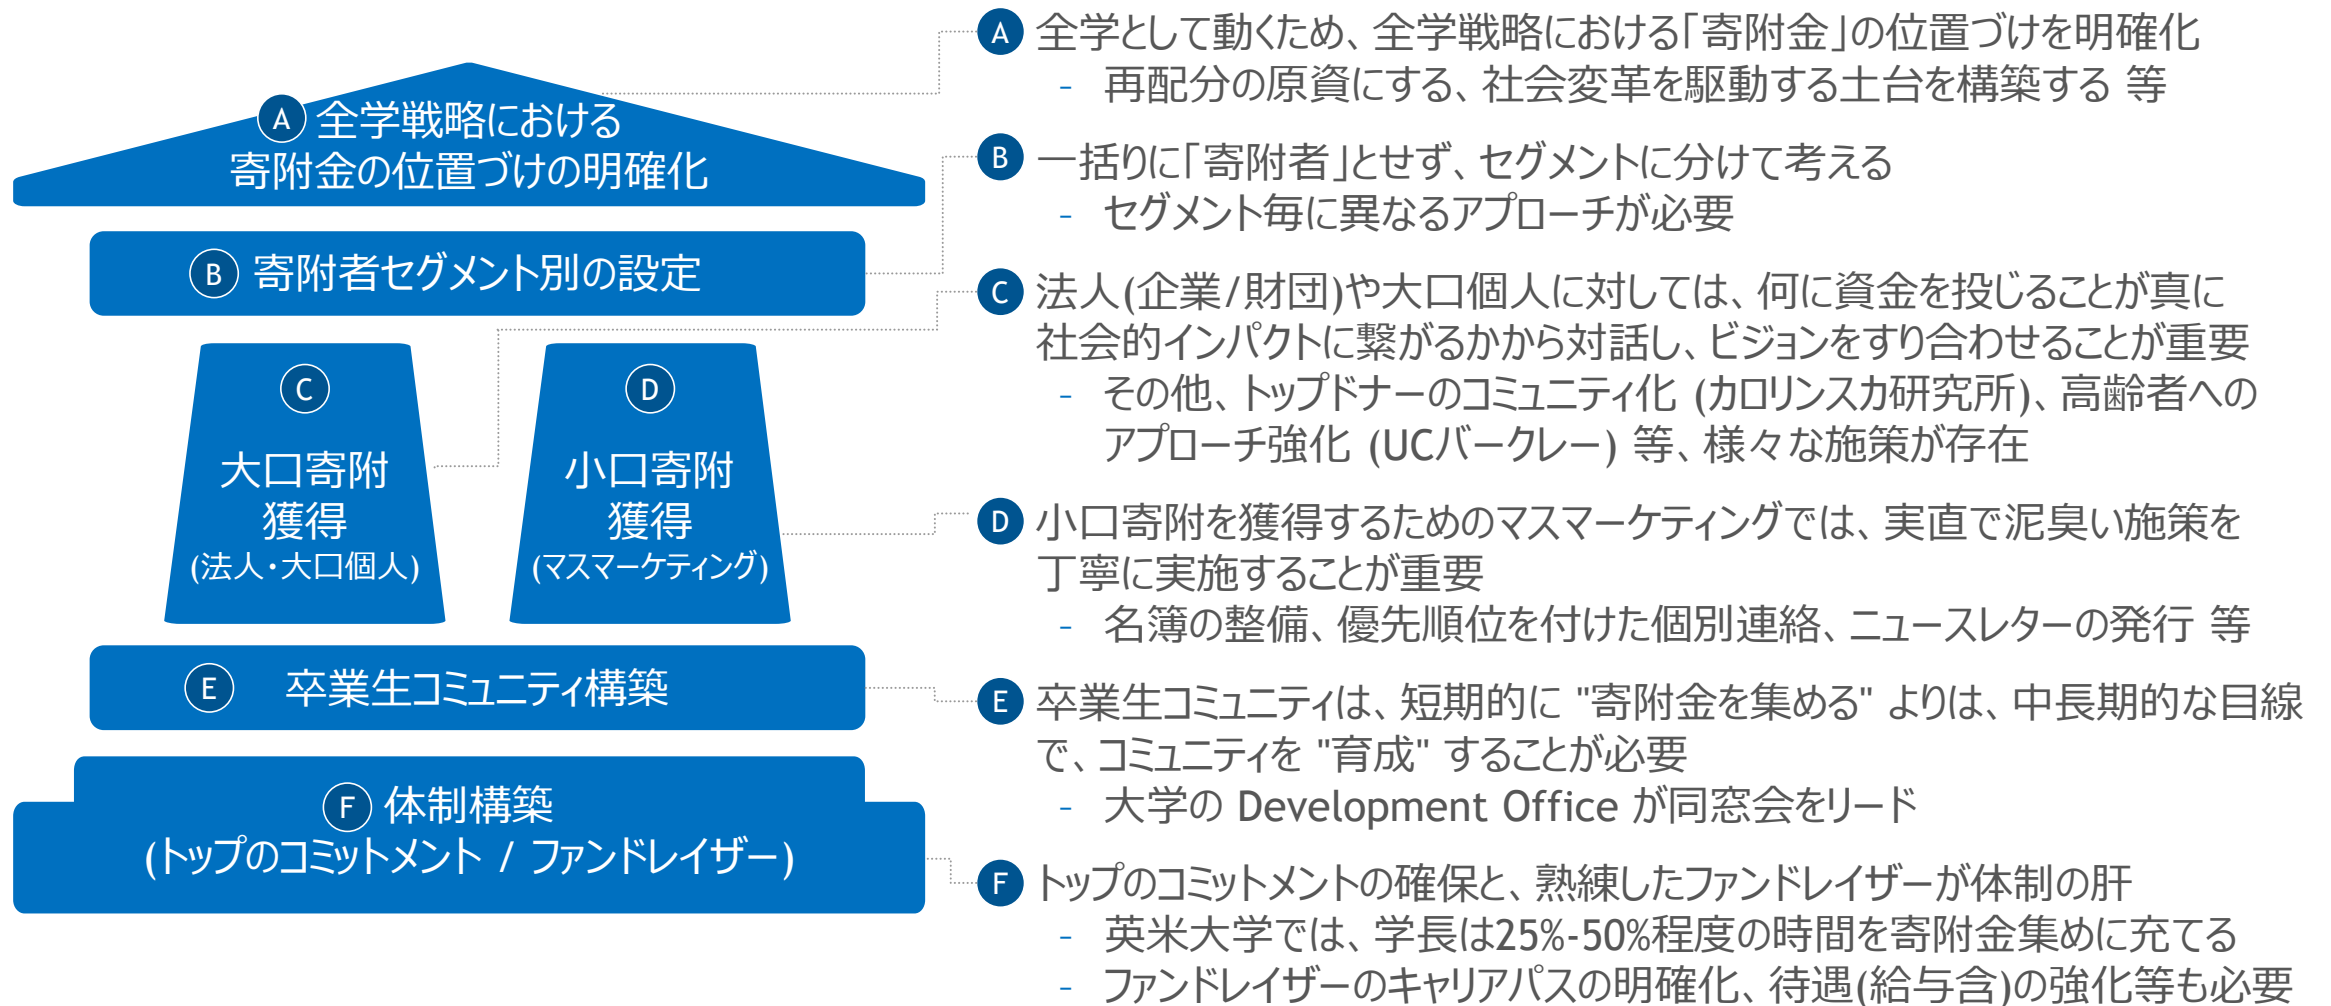 A 全学戦略における
寄附金の位置づけの明確化
B 寄附者セグメント別の設定
C
大口寄附
獲得
(法人・大口個人)
D
小口寄附
獲得
(マスマーケティング)
E 卒業生コミュニティ構築
F 体制構築
(トップのコミットメント / ファンドレイザー)
A 全学として動くため、全学戦略における「寄附金」の位置づけを明確化
- 再配分の原資にする、社会変革を駆動する土台を構築する 等
B 一括りに「寄附者」とせず、セグメントに分けて考える
- セグメント毎に異なるアプローチが必要
C 法人(企業/財団)や大口個人に対しては、何に資金を投じることが真に
社会的インパクトに繋がるかから対話し、ビジョンをすり合わせることが重要
- その他、トップドナーのコミュニティ化 (カロリンスカ研究所)、高齢者への
アプローチ強化 (UCバークレー) 等、様々な施策が存在
D 小口寄附を獲得するためのマスマーケティングでは、実直で泥臭い施策を
丁寧に実施することが重要
- 名簿の整備、優先順位を付けた個別連絡、ニュースレターの発行 等
E 卒業生コミュニティは、短期的に "寄附金を集める" よりは、中長期的な目線
で、コミュニティを "育成" することが必要
- 大学の Development Office が同窓会をリード
F トップのコミットメントの確保と、熟練したファンドレイザーが体制の肝
- 英米大学では、学長は25%-50%程度の時間を寄附金集めに充てる
- ファンドレイザーのキャリアパスの明確化、待遇(給与含)の強化等も必要